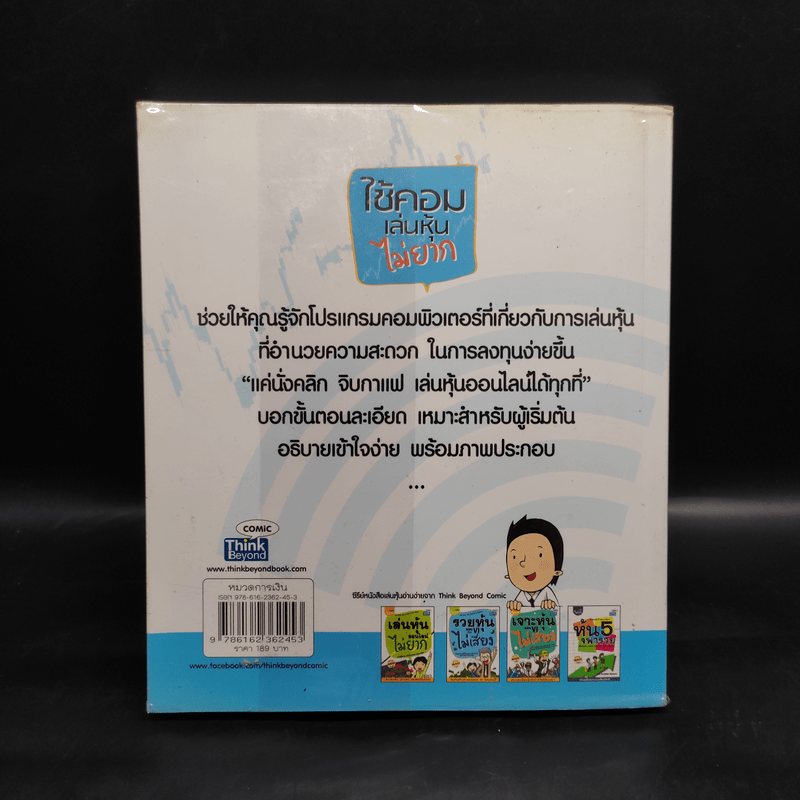 ใช้คอม
เล่นหุ้น
ไม่ยาก
ช่วยให้คุณรู้จักโปรแกรมคอมพิวเตอร์ที่เกี่ยวกับการเล่นหุ้น
ที่อำนวยความสะดวก ในการลงทุนง่ายขึ้น
“แค่นั่งคลิก จิบกาแฟ เล่นหุ้นออนไลน์ได้ทุกที่”
บอกขั้นตอนละเอียด เหมาะสำหรับผู้เริ่มต้น
อธิบายเข้าใจง่าย พร้อมภาพประกอบ
...
COMIC
Think
Beyond
www.thinkbeyondbook.com
หมวดการเงิน
ISBN 978-616-2362-45-3
9 786162 362453
ราคา 189 บาท
www.facebook.com/thinkbeyondcomic
ซีรีย์หนังสือเล่นหุ้นอ่านง่ายจาก Think Beyond Comic
เล่นหุ้น
ออนไลน์
ไม่ยาก
รวยหุ้น
ไม่เสี่ยง
เจาะหุ้น
ไม่เสี่ยง
หุ้น 5